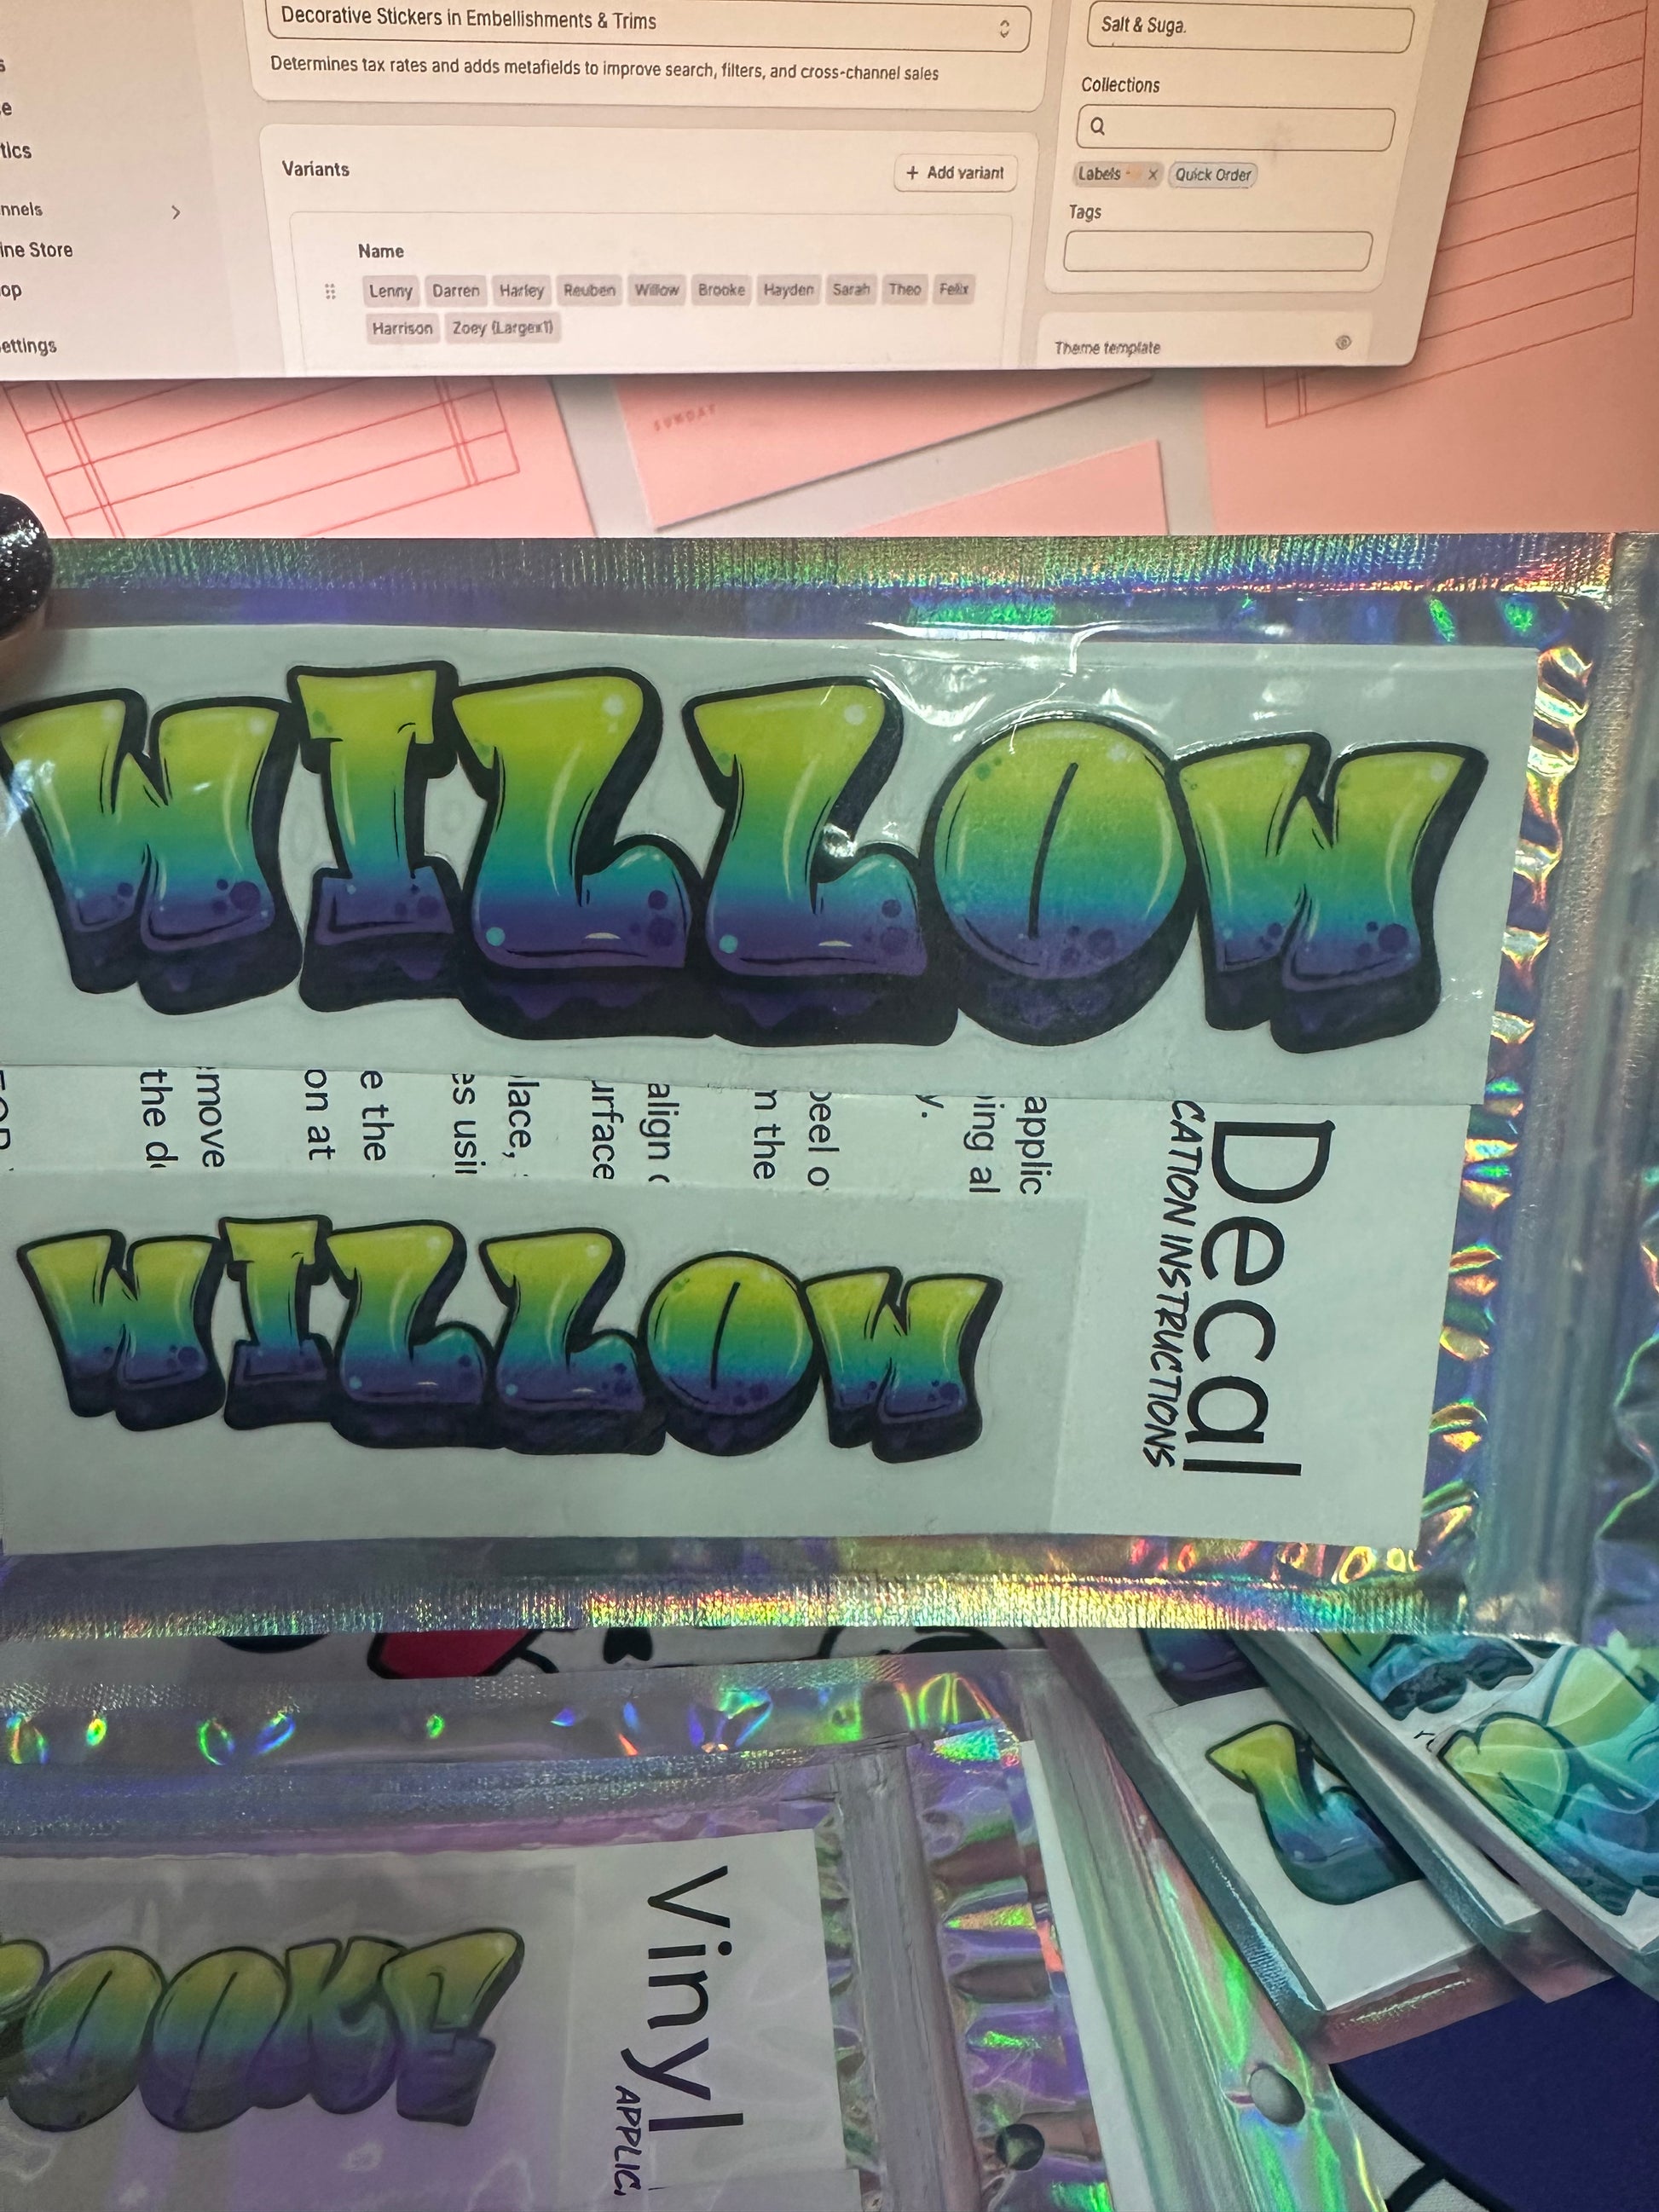 Decorative Stickers in Embellishments & Trims
Determines tax rates and adds metafields to improve search, filters, and cross-channel sales
Salt & Suga.
Collections
Labels
Quick Order
Tags
Theme template
s
e
tics
nnels
ine Store
op
ettings
Variants
+ Add variant
Name
Lenny Darren Harley Reuben Willow Brooke Hayden Sarah Theo Felix
Harrison Zoey (Largex1)
SUNDAY
WILLOW
Decal
CATION INSTRUCTIONS
applic
ing al
y.
peel o
n the
align
urface
lace,
es usin
e the
on at
move
the d
WILLOW
Vinyl
APPLIC
OOKE